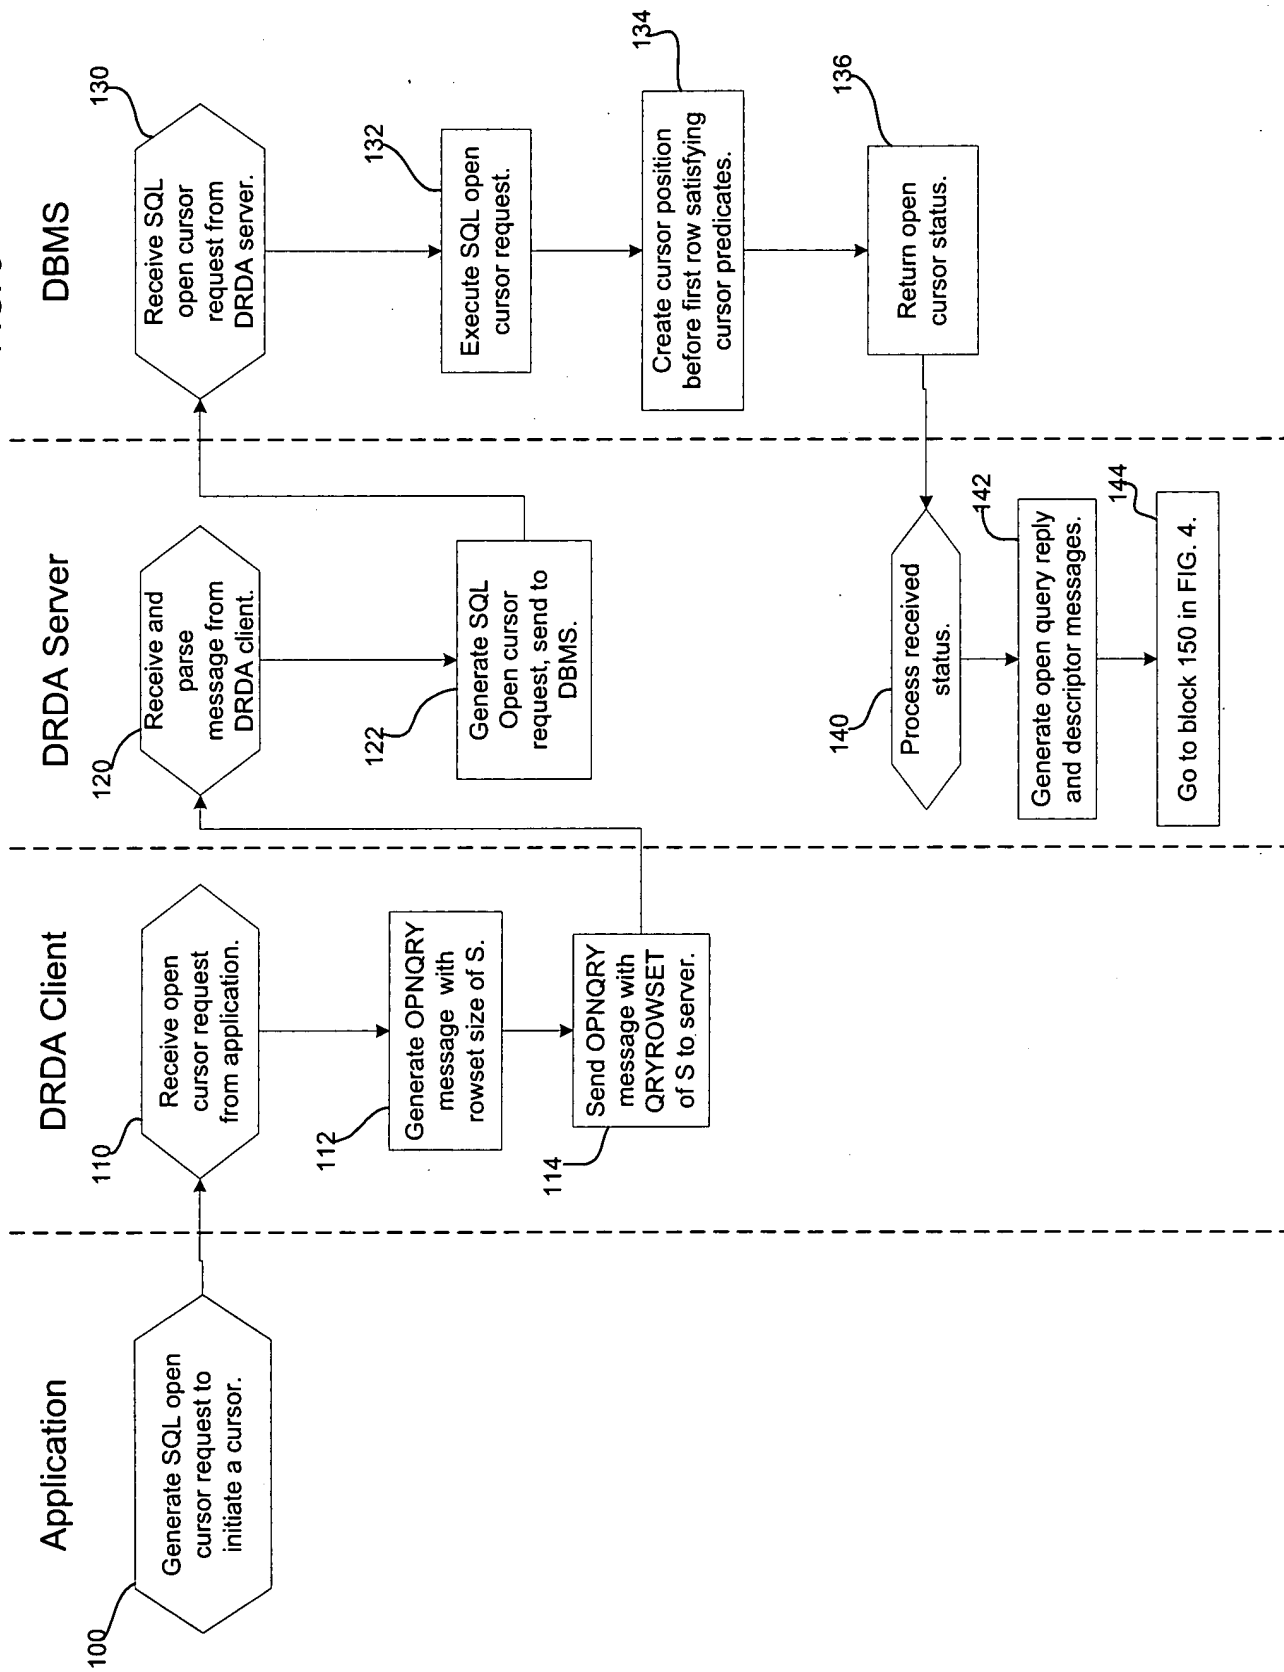 Application
DRDA Client
DRDA Server
DBMS
100
Generate SQL open
cursor request to
initiate a cursor.
110
Receive open
cursor request
from application.
112
Generate OPNQRY
message with
rowset size of S.
114
Send OPNQRY
message with
QRYROWSET
of S to server.
120
Receive and
parse
message from
DRDA client.
122
Generate SQL
Open cursor
request, send to
DBMS.
130
Receive SQL
open cursor
request from
DRDA server.
132
Execute SQL open
cursor request.
134
Create cursor position
before first row satisfying
cursor predicates.
136
Return open
cursor status.
140
Process received
status.
142
Generate open query reply
and descriptor messages.
144
Go to block 150 in FIG. 4.